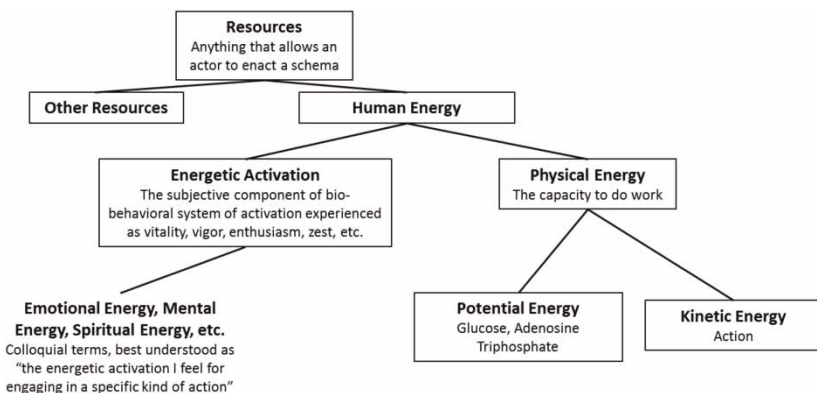 Resources
Anything that allows an
actor to enact a schema
Other Resources
Human Energy
Energetic Activation
The subjective component of bio-
behavioral system of activation experienced
as vitality, vigor, enthusiasm, zest, etc.
Physical Energy
The capacity to do work
Emotional Energy, Mental
Energy, Spiritual Energy, etc.
Colloquial terms, best understood as
“the energetic activation I feel for
engaging in a specific kind of action”
Potential Energy
Glucose, Adenosine
Triphosphate
Kinetic Energy
Action